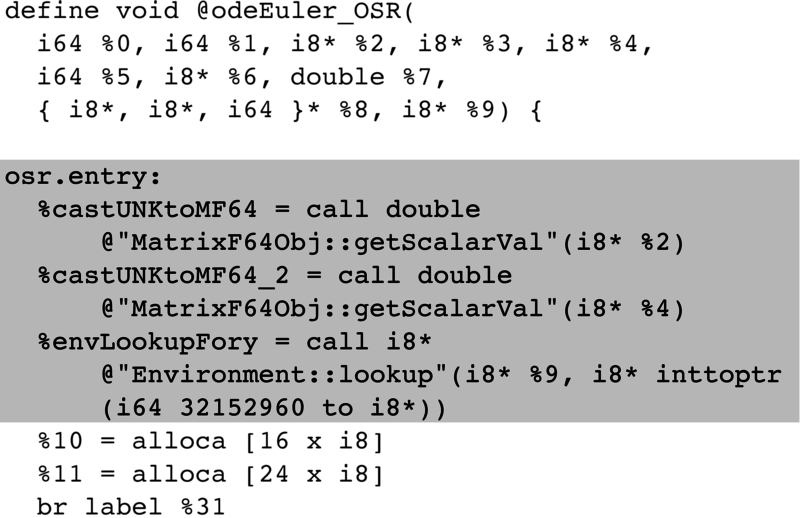 define void @odeEuler_OSR(
  i64 %0, i64 %1, i8* %2, i8* %3, i8* %4,
  i64 %5, i8* %6, double %7,
  { i8*, i8*, i64 }* %8, i8* %9) {
osr.entry:
  %castUNKtoMF64 = call double
      @"MatrixF64Obj::getScalarVal"(i8* %2)
  %castUNKtoMF64_2 = call double
      @"MatrixF64Obj::getScalarVal"(i8* %4)
  %envLookupFory = call i8*
      @"Environment::lookup"(i8* %9, i8* inttoptr
      (i64 32152960 to i8*))
  %10 = alloca [16 x i8]
  %11 = alloca [24 x i8]
  br label %31